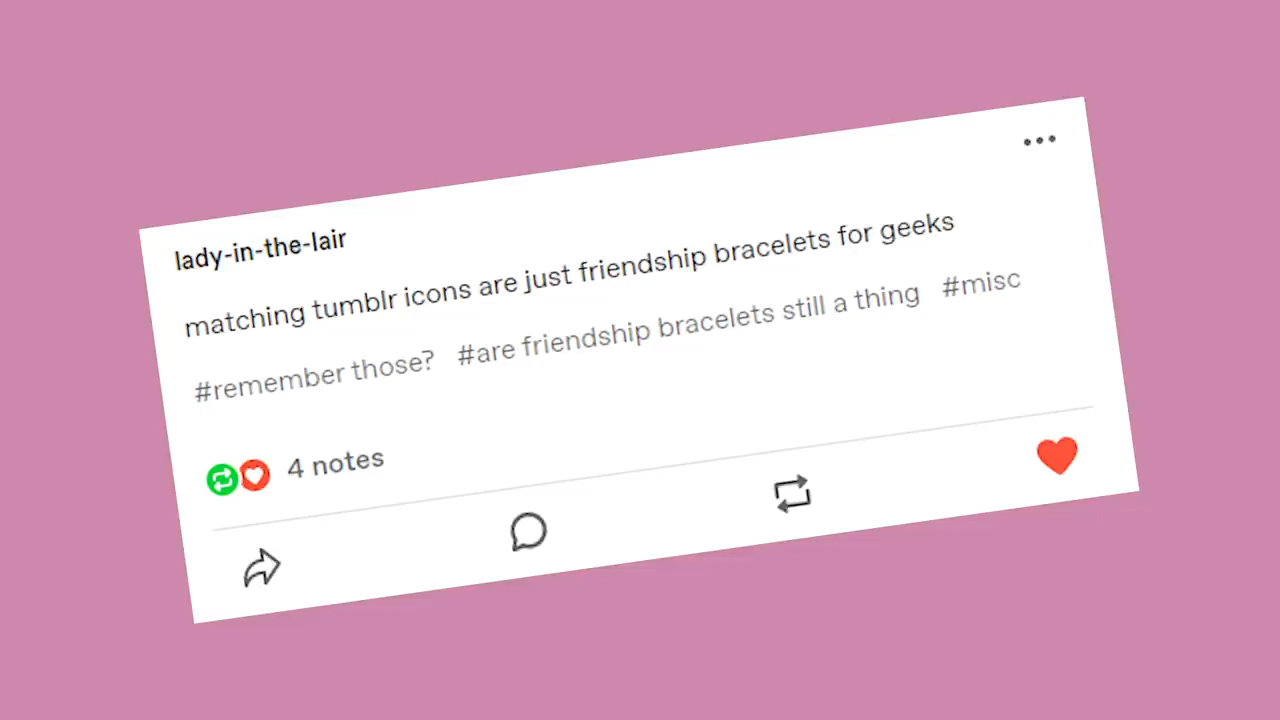 lady-in-the-lair
matching tumblr icons are just friendship bracelets for geeks
#remember those? #are friendship bracelets still a thing #misc
4 notes